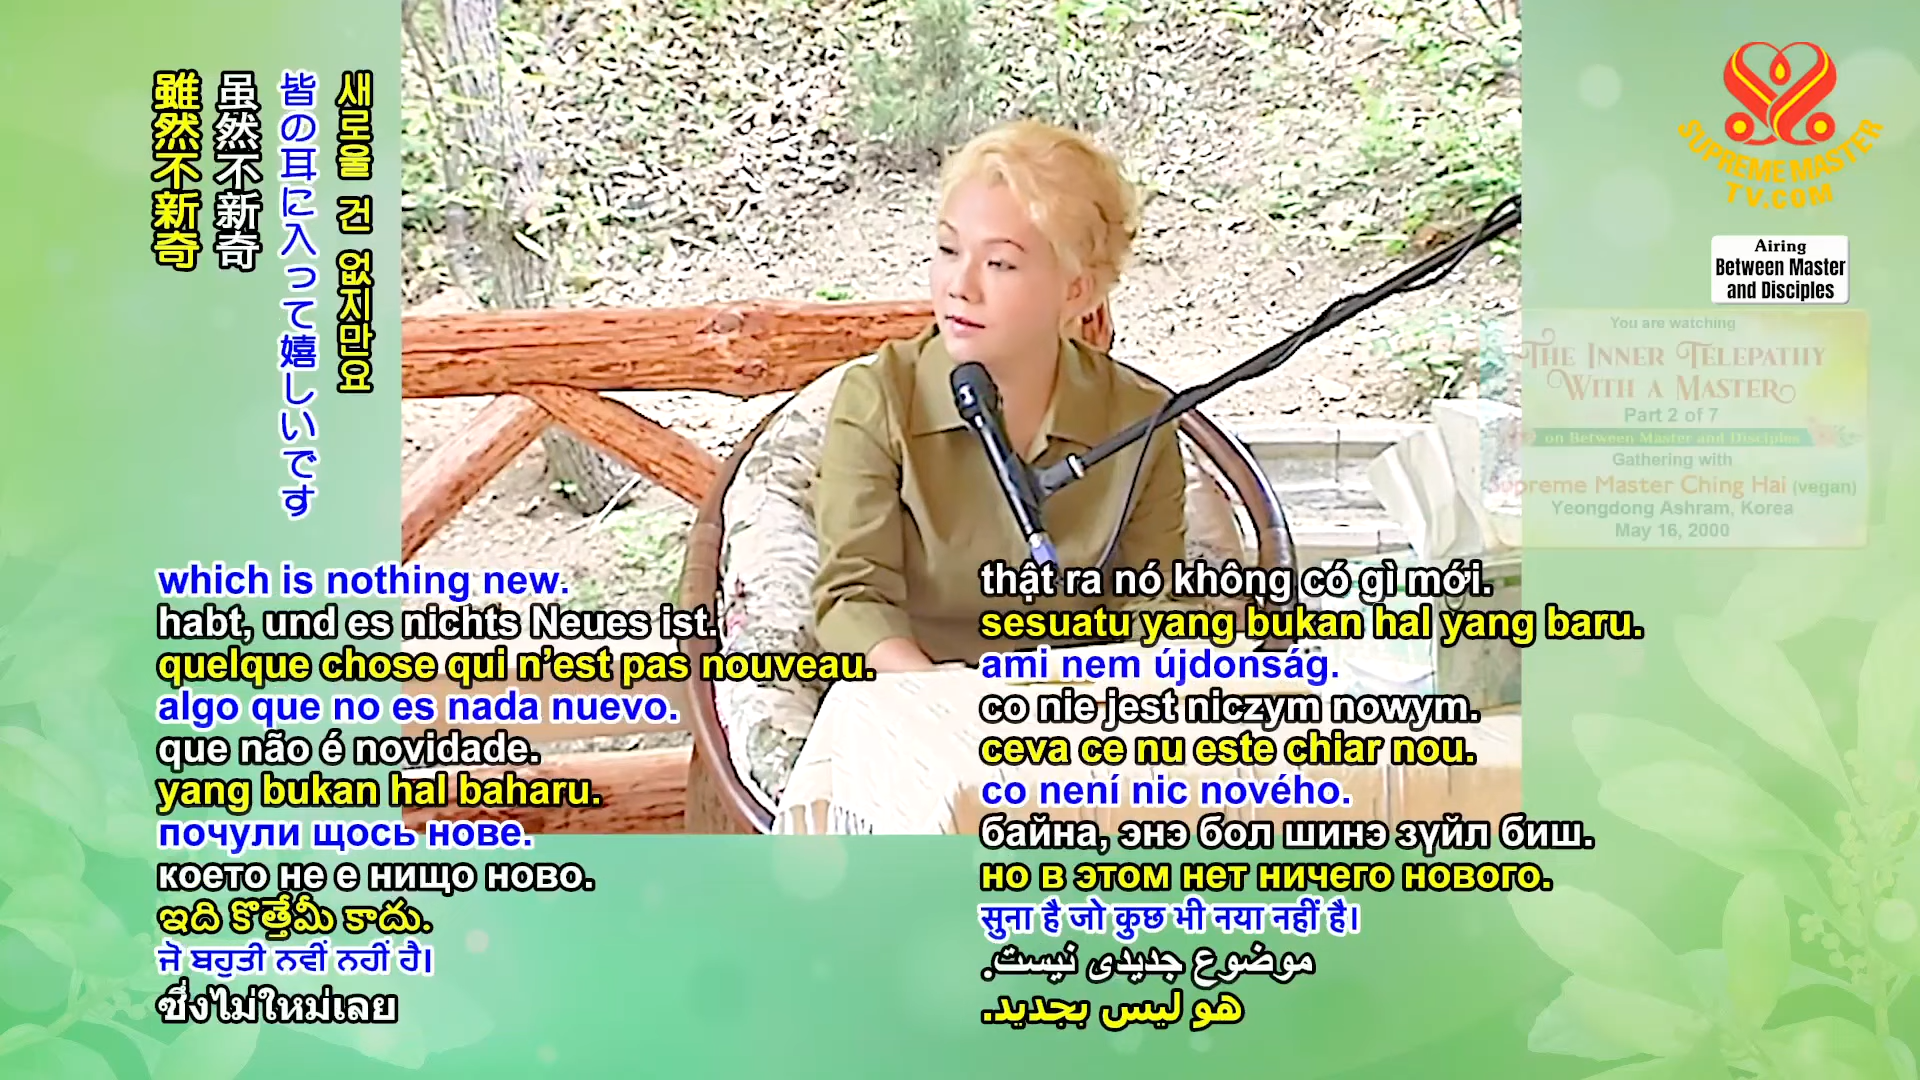 雖然不新奇
虽然不新奇
皆の耳に入って嬉しいです
새로울 건 없지만요
which is nothing new.
habt, und es nichts Neues ist.
quelque chose qui n’est pas nouveau.
algo que no es nada nuevo.
que não é novidade.
yang bukan hal baharu.
почули щось нове.
което не е нищо ново.
ఇది కొత్తేమీ కాదు.
ਜੋ ਬਹੁਤੀ ਨਵੀਂ ਨਹੀਂ ਹੈ।
ซึ่งไม่ใหม่เลย
thật ra nó không có gì mới.
sesuatu yang bukan hal yang baru.
ami nem újdonság.
co nie jest niczym nowym.
ceva ce nu este chiar nou.
co není nic nového.
байна, энэ бол шинэ зүйл биш.
но в этом нет ничего нового.
सुना है जो कुछ भी नया नहीं है।
موضوع جدیدی نیست.
هو ليس بجديد.
SUPREME MASTER
TV.COM
Airing
Between Master
and Disciples
You are watching
THE INNER TELEPATHY
WITH A MASTER
Part 2 of 7
on Between Master and Disciples
Gathering with
Supreme Master Ching Hai (vegan)
Yeongdong Ashram, Korea
May 16, 2000